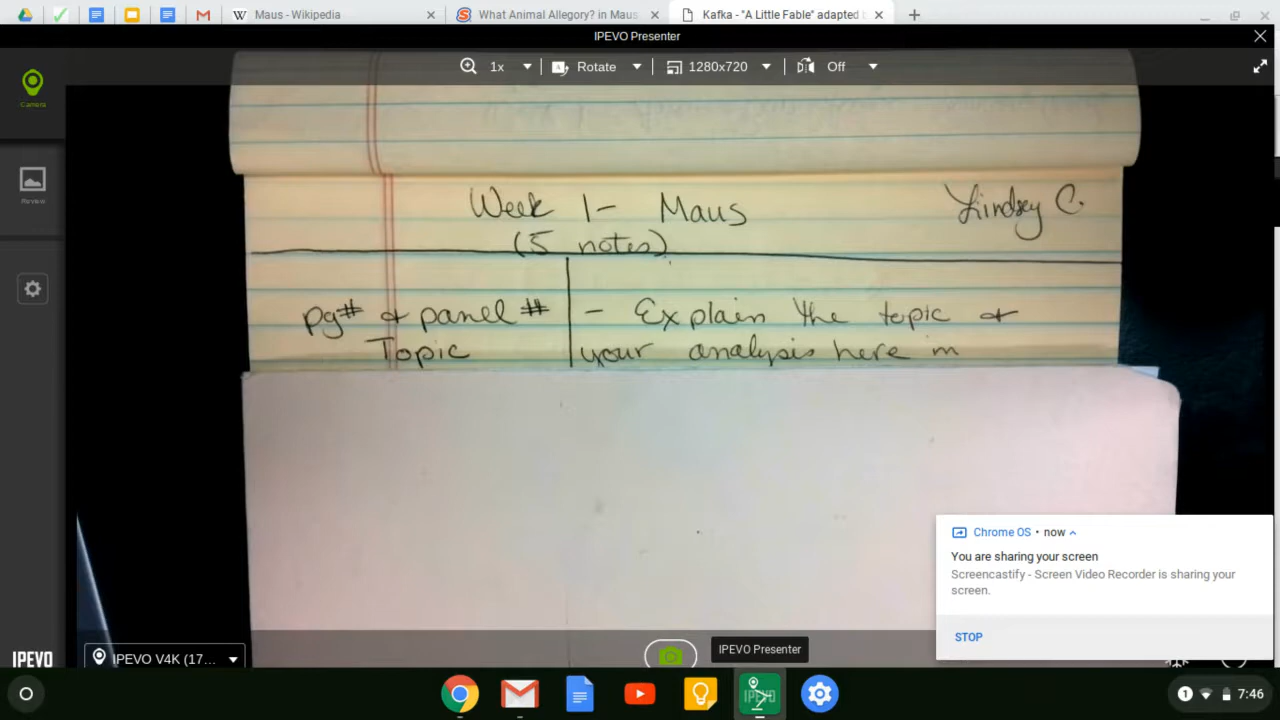 Maus - Wikipedia
What Animal Allegory? in Maus
Kafka - "A Little Fable" adapted
IPEVO Presenter
1x
Rotate
1280x720
Off
Camera
Review
Week 1- Maus
Lindsey C.
(5 notes)
pg# & panel #
Topic
- Explain the topic &
your analysis here in
Chrome OS • now
You are sharing your screen
Screencastify - Screen Video Recorder is sharing your
screen.
STOP
IPEVO
IPEVO V4K (17...
IPEVO Presenter
1
7:46